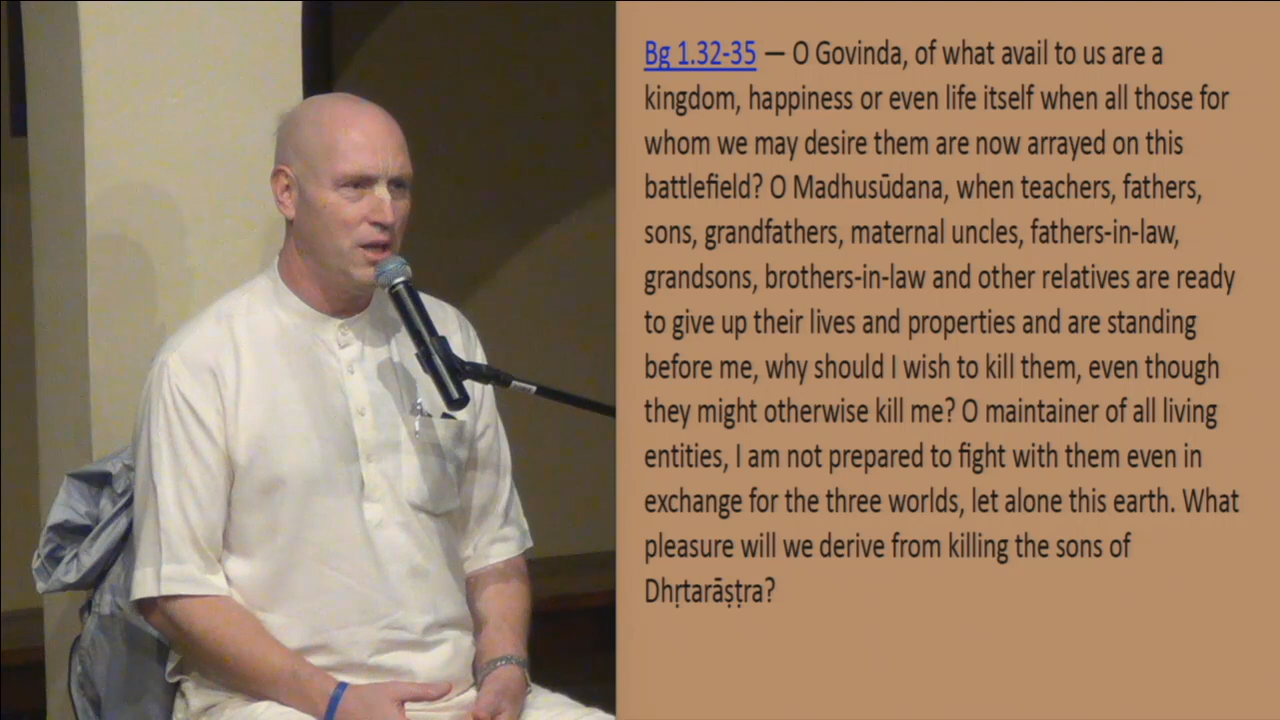 Bg 1.32-35 — O Govinda, of what avail to us are a
kingdom, happiness or even life itself when all those for
whom we may desire them are now arrayed on this
battlefield? O Madhusūdana, when teachers, fathers,
sons, grandfathers, maternal uncles, fathers-in-law,
grandsons, brothers-in-law and other relatives are ready
to give up their lives and properties and are standing
before me, why should I wish to kill them, even though
they might otherwise kill me? O maintainer of all living
entities, I am not prepared to fight with them even in
exchange for the three worlds, let alone this earth. What
pleasure will we derive from killing the sons of
Dhṛtarāṣṭra?